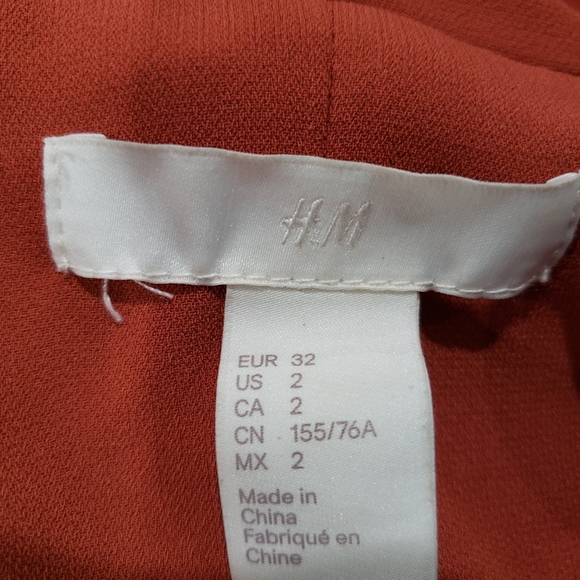 H&M
EUR 32
US 2
CA 2
CN 155/76A
MX 2
Made in
China
Fabriqué en
Chine